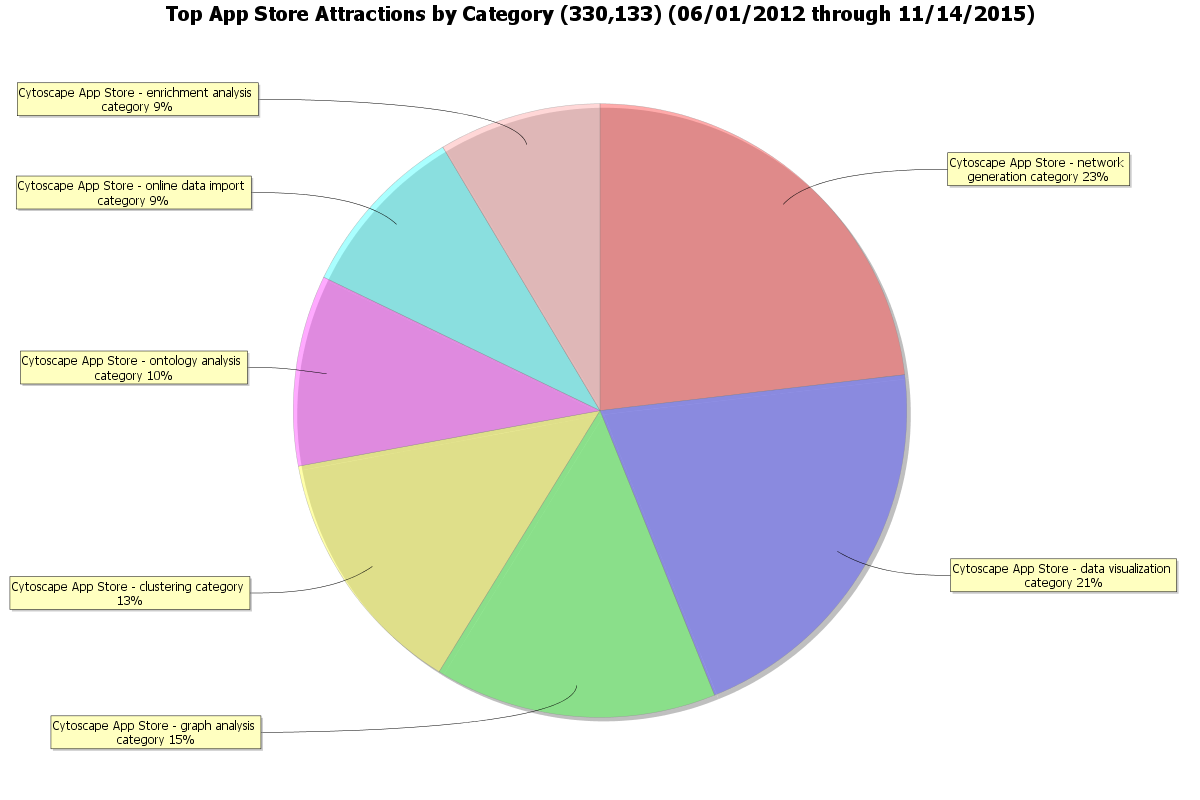 Top App Store Attractions by Category (330,133) (06/01/2012 through 11/14/2015)
Cytoscape App Store - enrichment analysis
category 9%
Cytoscape App Store - network
generation category 23%
Cytoscape App Store - online data import
category 9%
Cytoscape App Store - ontology analysis
category 10%
Cytoscape App Store - data visualization
category 21%
Cytoscape App Store - clustering category
13%
Cytoscape App Store - graph analysis
category 15%